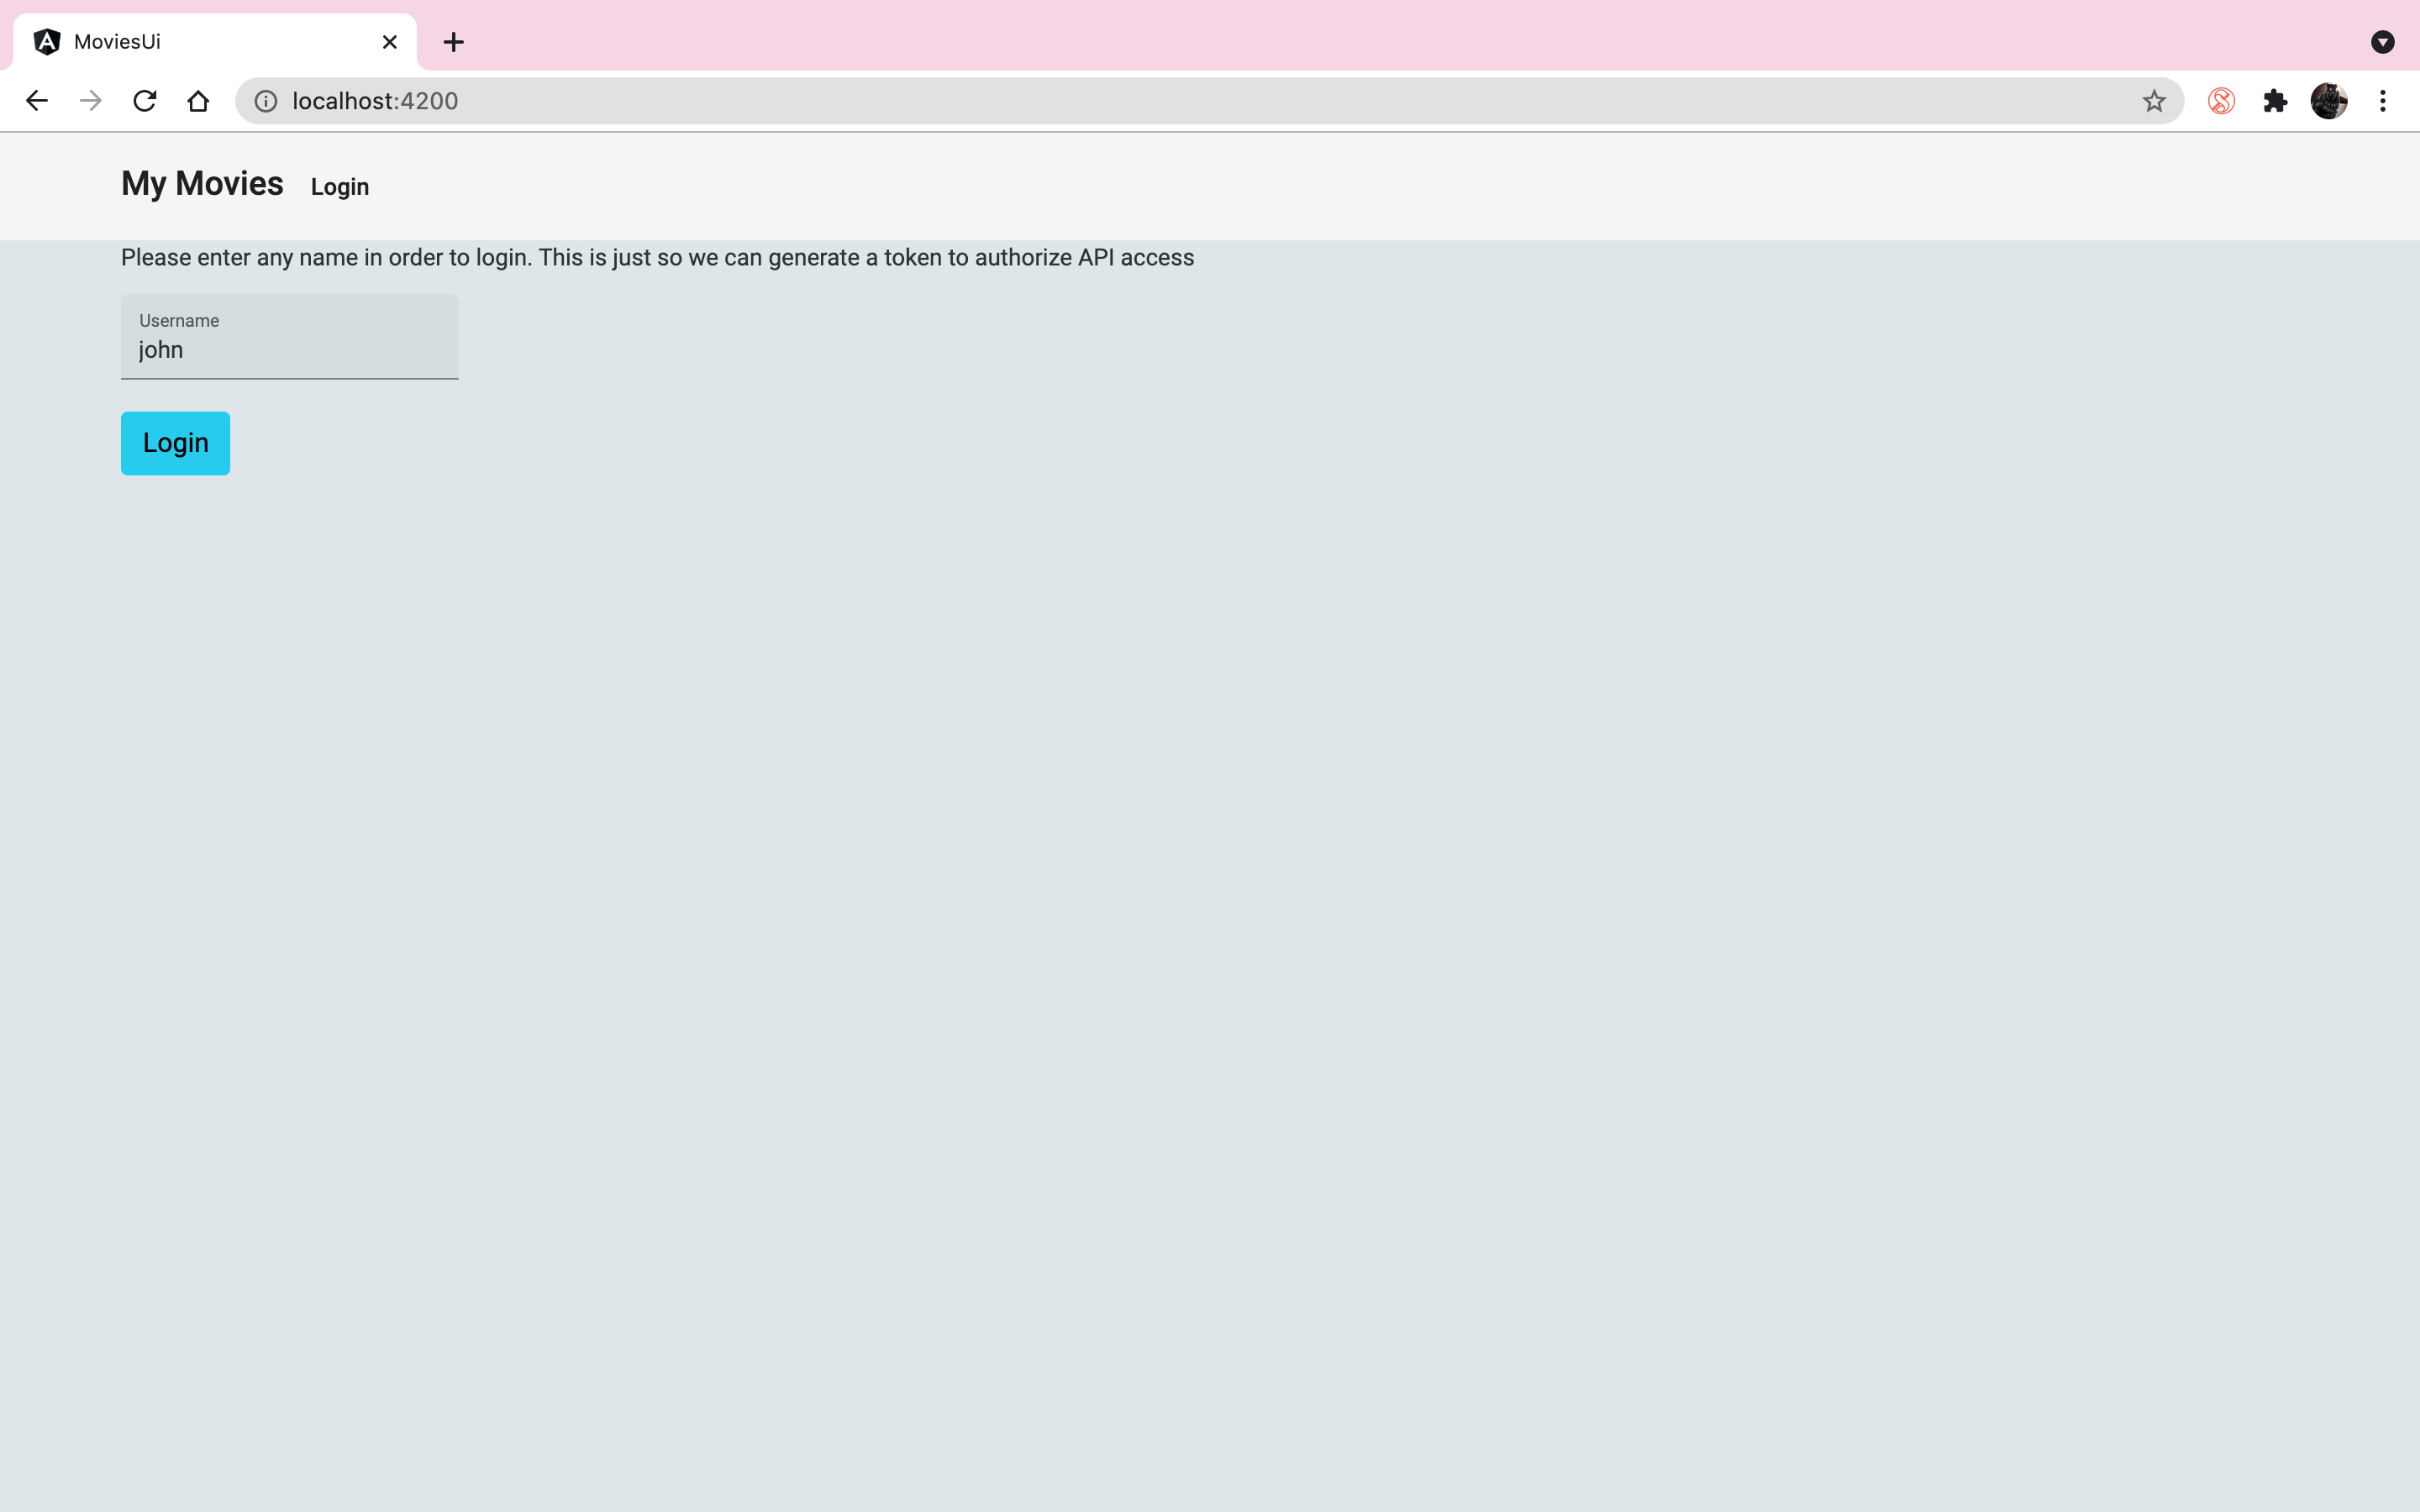 MoviesUi
localhost:4200
My Movies Login
Please enter any name in order to login. This is just so we can generate a token to authorize API access
Username
john
Login